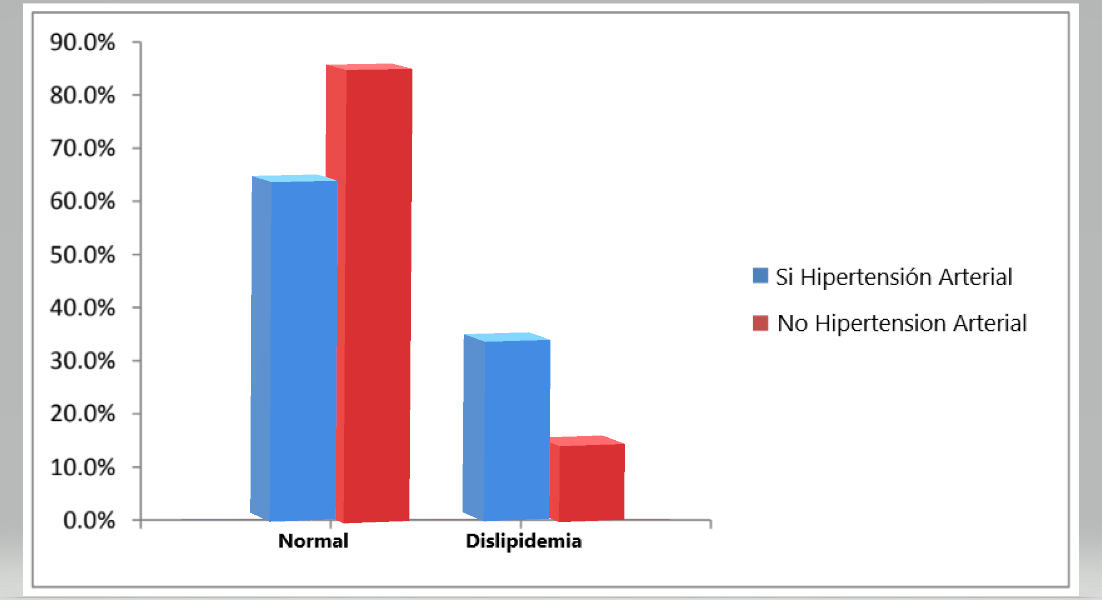 90.0%
80.0%
70.0%
60.0%
50.0%
40.0%
30.0%
20.0%
10.0%
0.0%
Normal
Dislipidemia
Si Hipertensión Arterial
No Hipertension Arterial